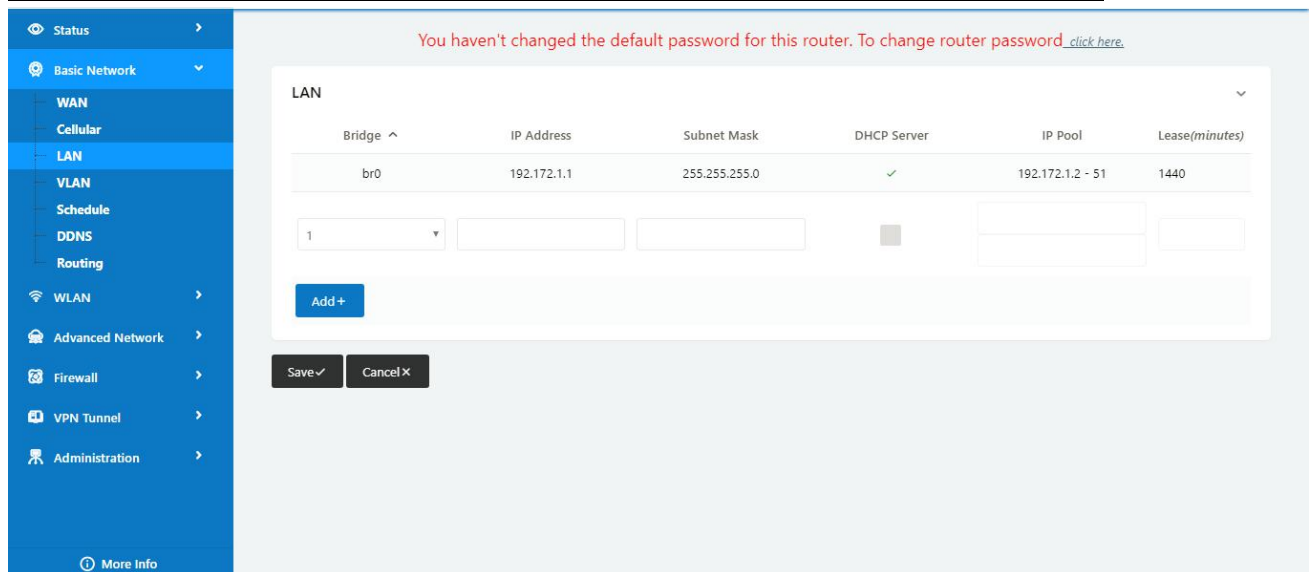 Status
Basic Network
WAN
Cellular
LAN
VLAN
Schedule
DDNS
Routing
WLAN
Advanced Network
Firewall
VPN Tunnel
Administration
More Info
You haven't changed the default password for this router. To change router password click here.
LAN
Bridge IP Address Subnet Mask DHCP Server IP Pool Lease(minutes)
br0 192.172.1.1 255.255.255.0 ✓ 192.172.1.2 - 51 1440
1
Add+
Save✓ Cancel×